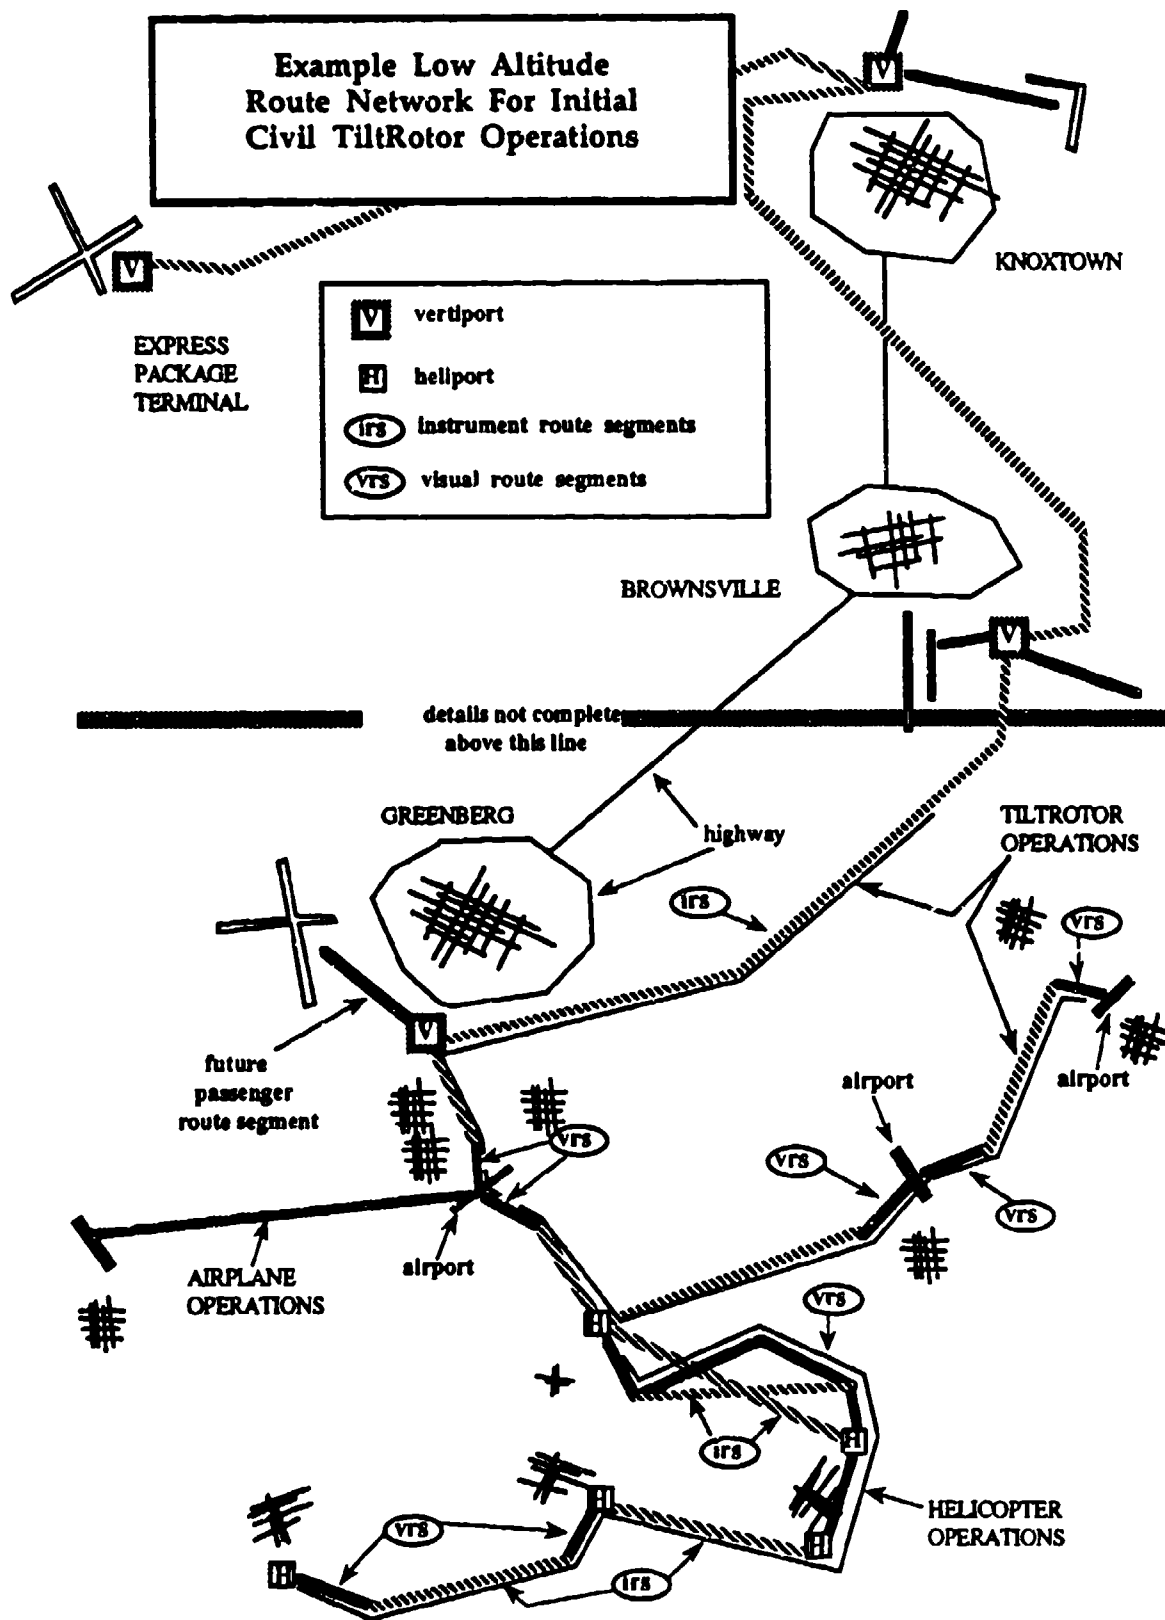 Example Low Altitude
Route Network For Initial
Civil TiltRotor Operations
V
KNOXTOWN
V
EXPRESS
PACKAGE
TERMINAL
V vertiport
H heliport
irs instrument route segments
vrs visual route segments
BROWNSVILLE
V
details not complete
above this line
GREENBERG
highway
TILTROTOR
OPERATIONS
irs
vrs
V
future
passenger
route segment
airport
airport
vrs
vrs
vrs
airport
AIRPLANE
OPERATIONS
vrs
H
irs
H
HELICOPTER
OPERATIONS
H
vrs
H
H
irs